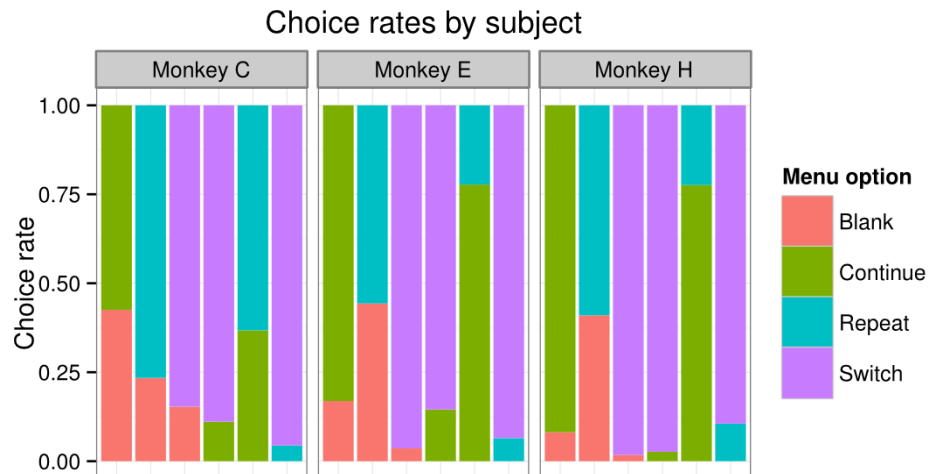 Choice rates by subject
Monkey C
Monkey E
Monkey H
Choice rate
1.00
0.75
0.50
0.25
0.00
Menu option
Blank
Continue
Repeat
Switch